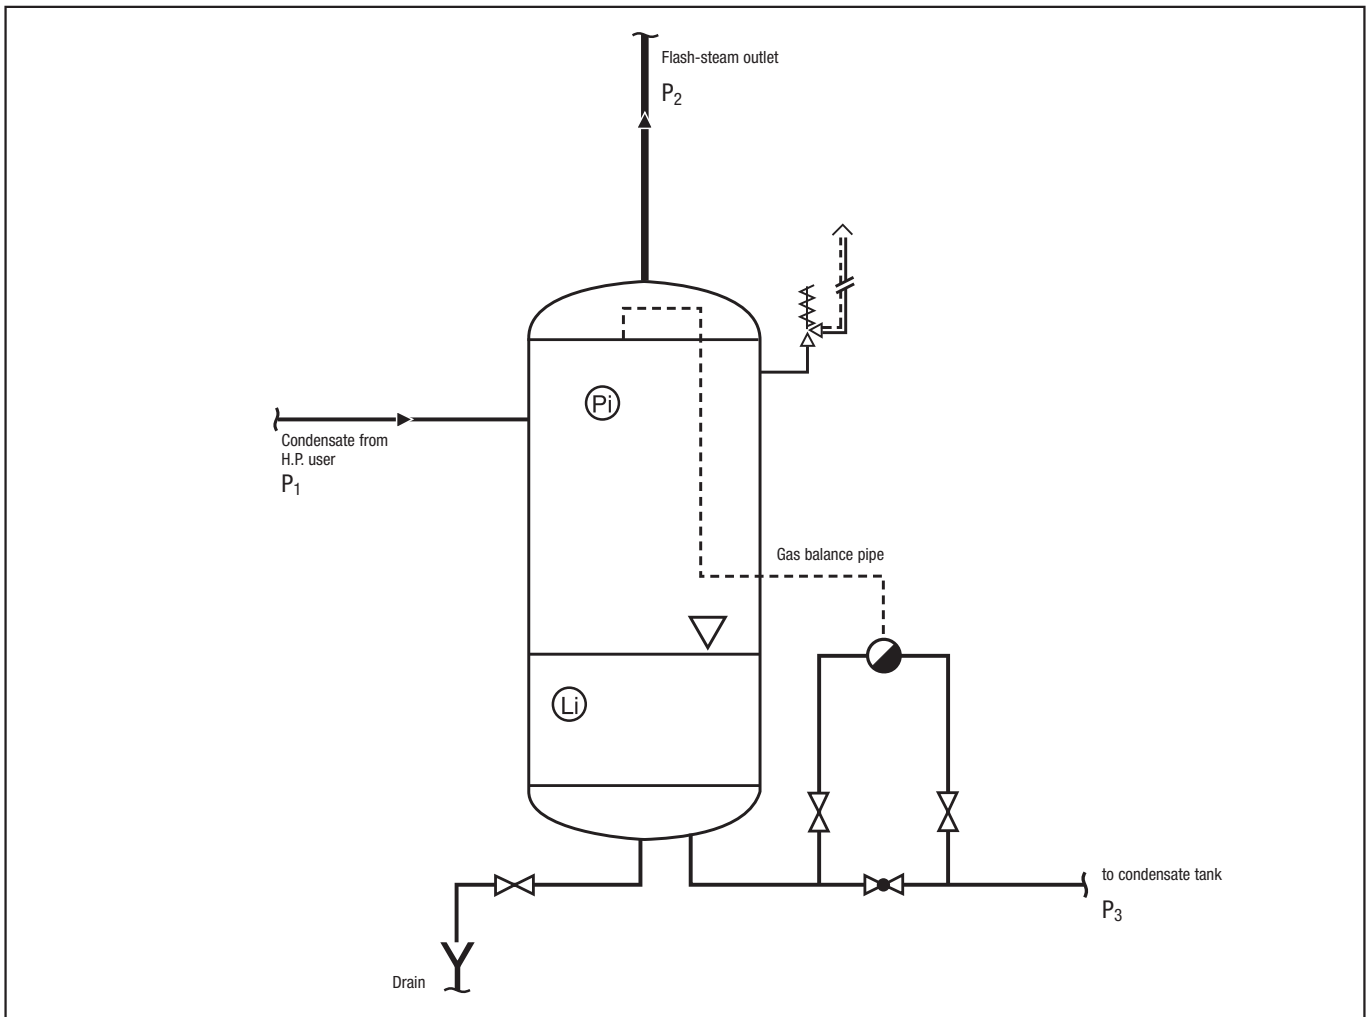 Flash-steam outlet
P₂
Pi
Condensate from
H.P. user
P₁
Gas balance pipe
Li
to condensate tank
P₃
Drain